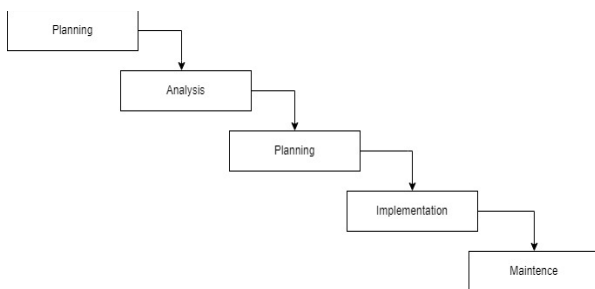 Planning
Analysis
Planning
Implementation
Maintence